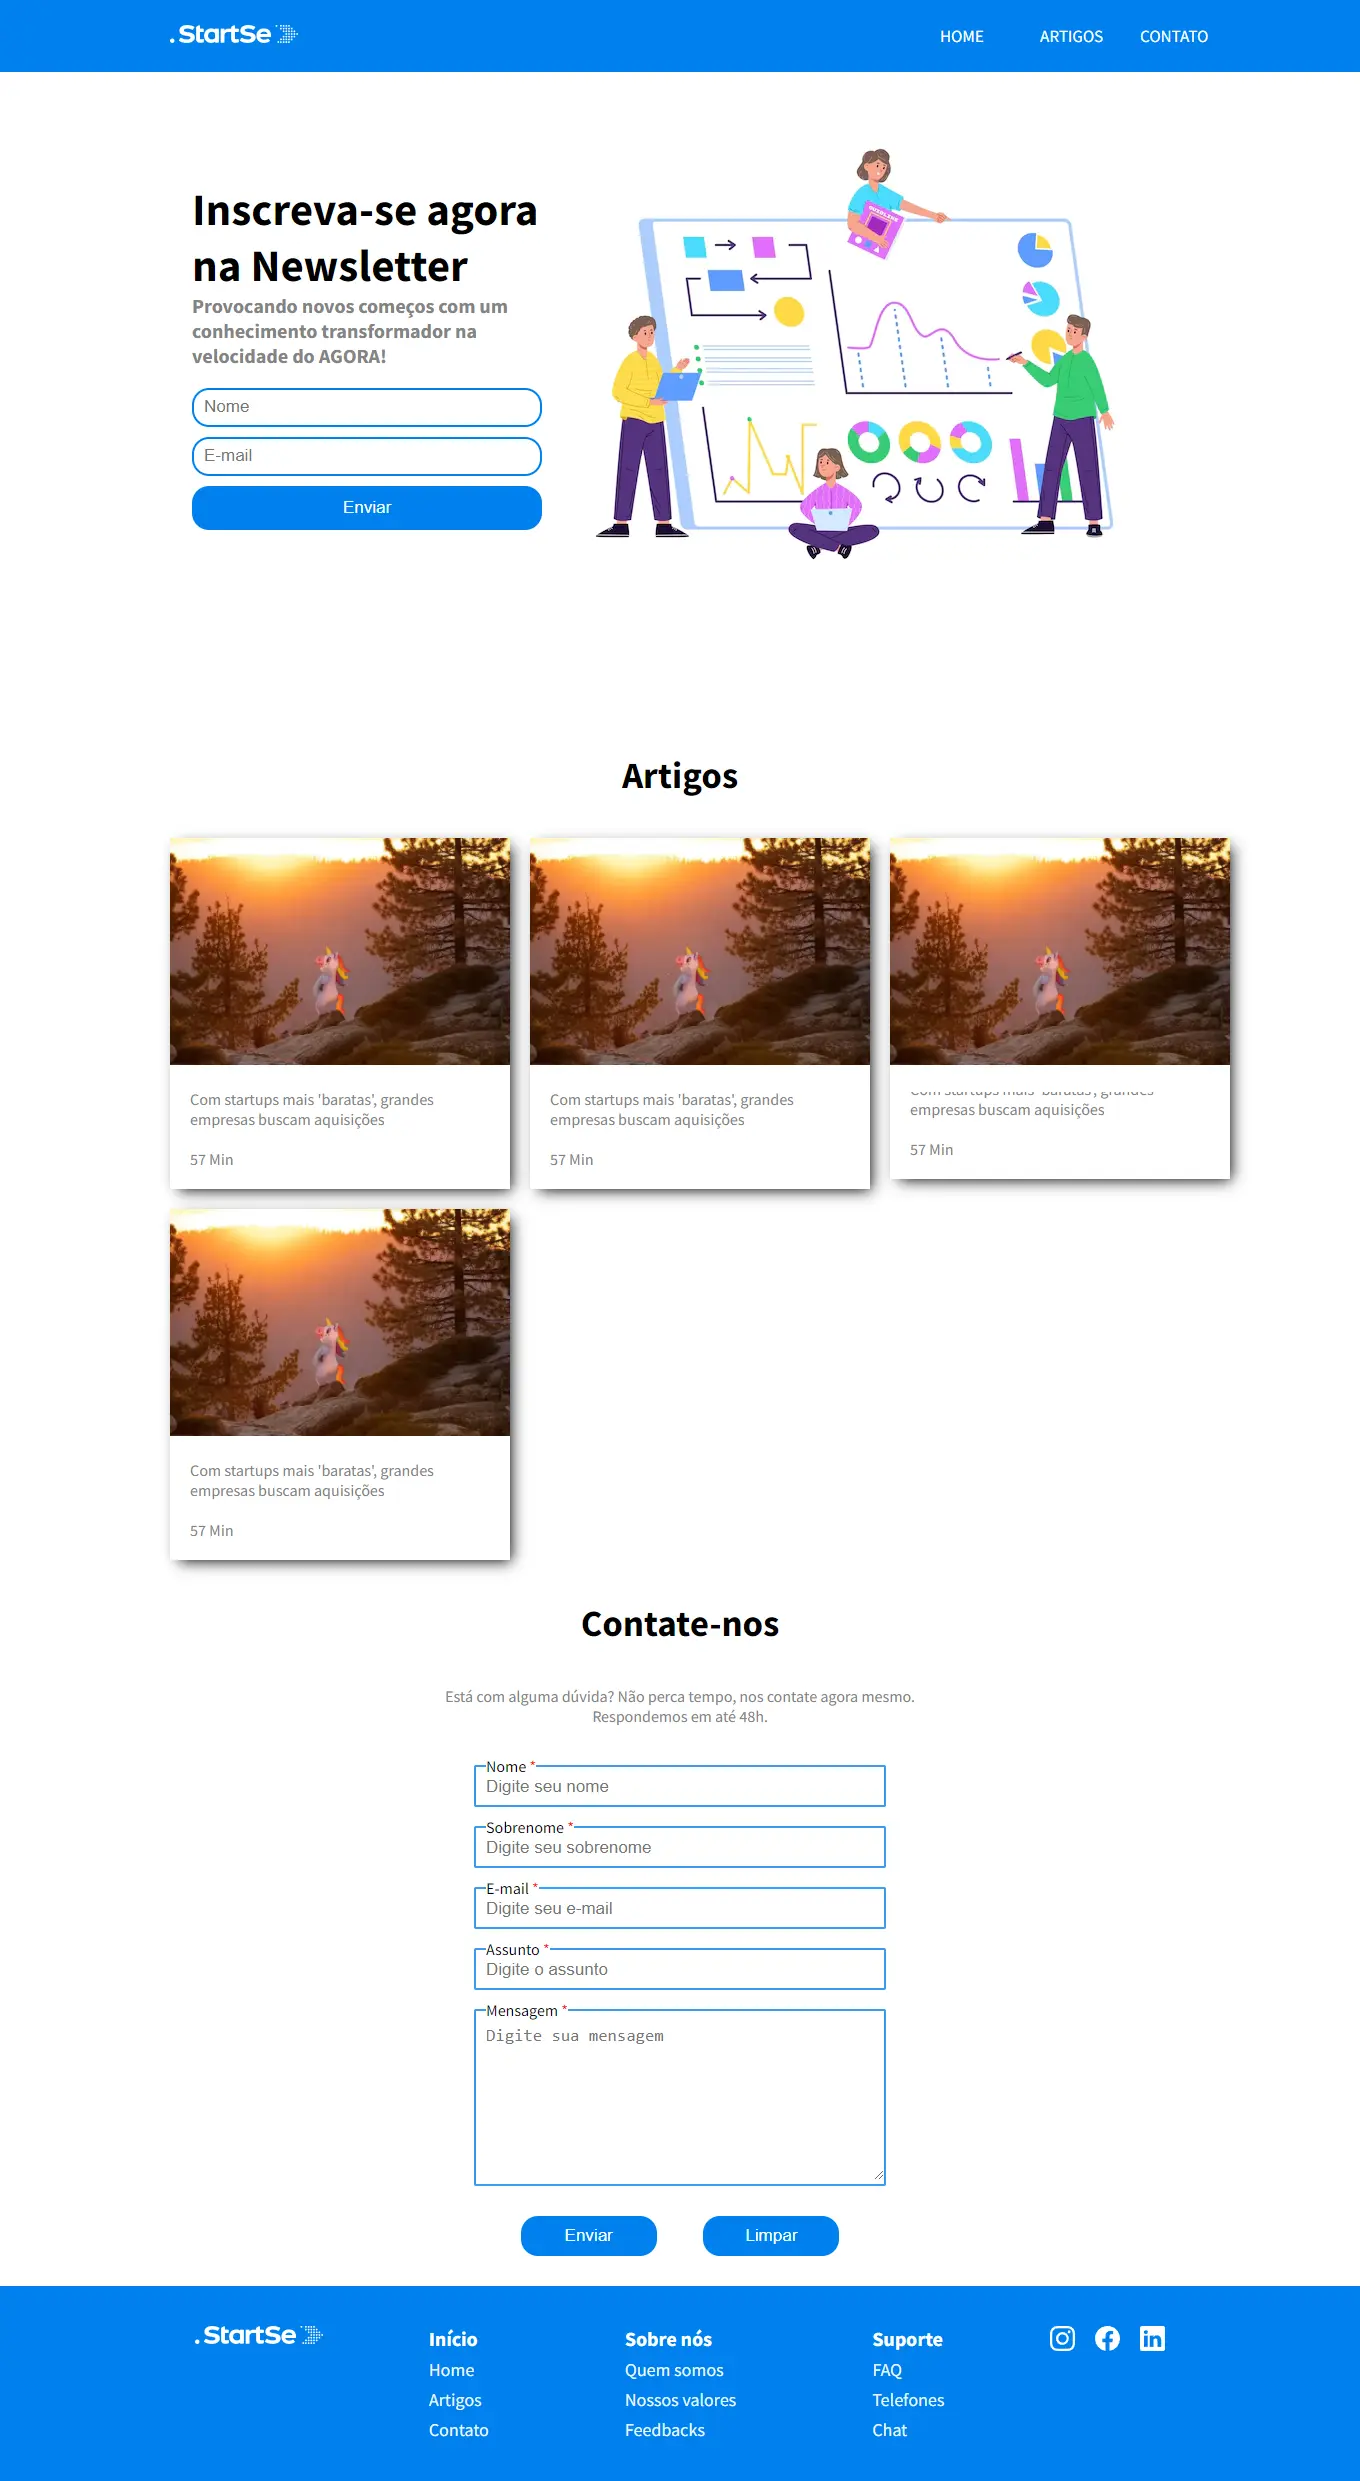 .StartSe
HOME
ARTIGOS
CONTATO
Inscreva-se agora
na Newsletter
Provocando novos começos com um
conhecimento transformador na
velocidade do AGORA!
Nome
E-mail
Enviar
Artigos
Com startups mais 'baratas', grandes
empresas buscam aquisições
57 Min
Com startups mais 'baratas', grandes
empresas buscam aquisições
57 Min
Com startups mais 'baratas', grandes
empresas buscam aquisições
57 Min
Com startups mais 'baratas', grandes
empresas buscam aquisições
57 Min
Contate-nos
Está com alguma dúvida? Não perca tempo, nos contate agora mesmo.
Respondemos em até 48h.
Nome *
Digite seu nome
Sobrenome *
Digite seu sobrenome
E-mail *
Digite seu e-mail
Assunto *
Digite o assunto
Mensagem *
Digite sua mensagem
Enviar
Limpar
.StartSe
Início
Home
Artigos
Contato
Sobre nós
Quem somos
Nossos valores
Feedbacks
Suporte
FAQ
Telefones
Chat